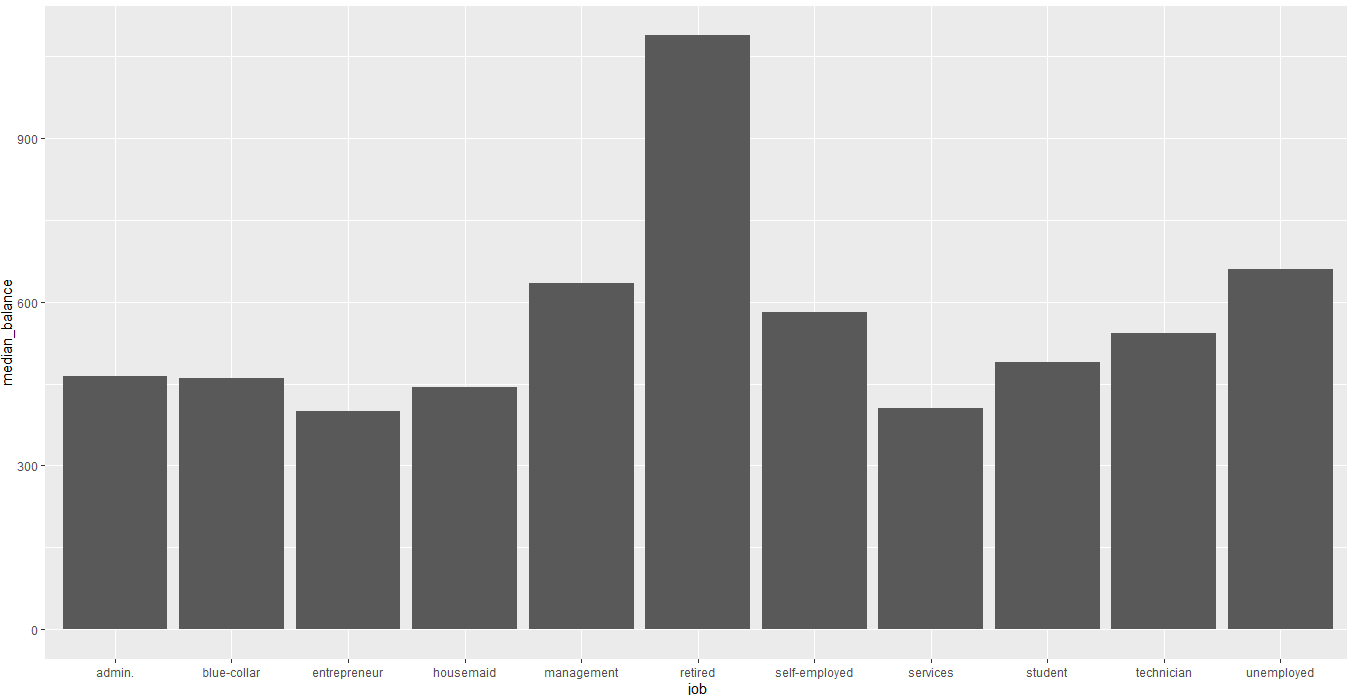 median_balance
900
600
300
0
admin. blue-collar entrepreneur housemaid management retired self-employed services student technician unemployed
job